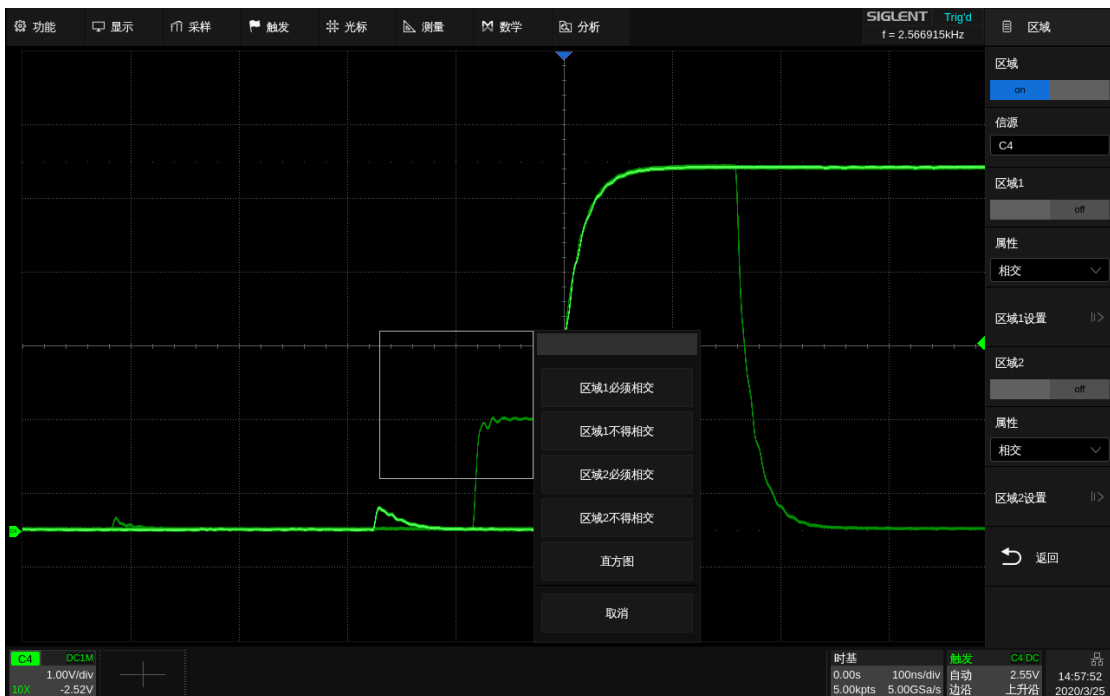 功能
显示
采样
触发
光标
测量
数学
分析
SIGLENT Trig'd
f = 2.566915kHz
区域
区域
on
信源
C4
区域1
off
属性
相交
区域1设置
区域2
off
属性
相交
区域2设置
返回
区域1必须相交
区域1不得相交
区域2必须相交
区域2不得相交
直方图
取消
C4 DC1M
1.00V/div
10X -2.52V
时基
0.00s 100ns/div
5.00kpts 5.00GSa/s
触发 C4 DC
自动 2.55V
边沿 上升沿
14:57:52
2020/3/25